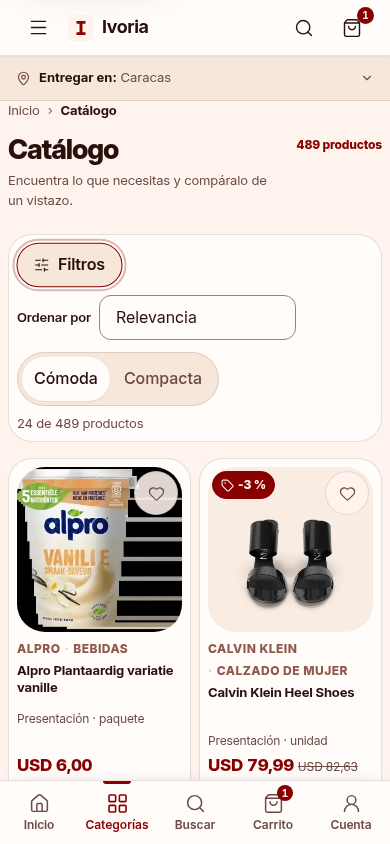 I Ivoria 1
Entregar en: Caracas
Inicio › Catálogo
Catálogo
489 productos
Encuentra lo que necesitas y compáralo de
un vistazo.
Filtros
Ordenar por Relevancia
Cómoda Compacta
24 de 489 productos
alpro
VANILLE
SMAAK-SAVEUR
-3 %
ALPRO · BEBIDAS
Alpro Plantaardig variatie
vanille
Presentación · paquete
USD 6,00
CALVIN KLEIN
· CALZADO DE MUJER
Calvin Klein Heel Shoes
Presentación · unidad
USD 79,99 USD 82,63
Inicio
Categorías
Buscar
1
Carrito
Cuenta